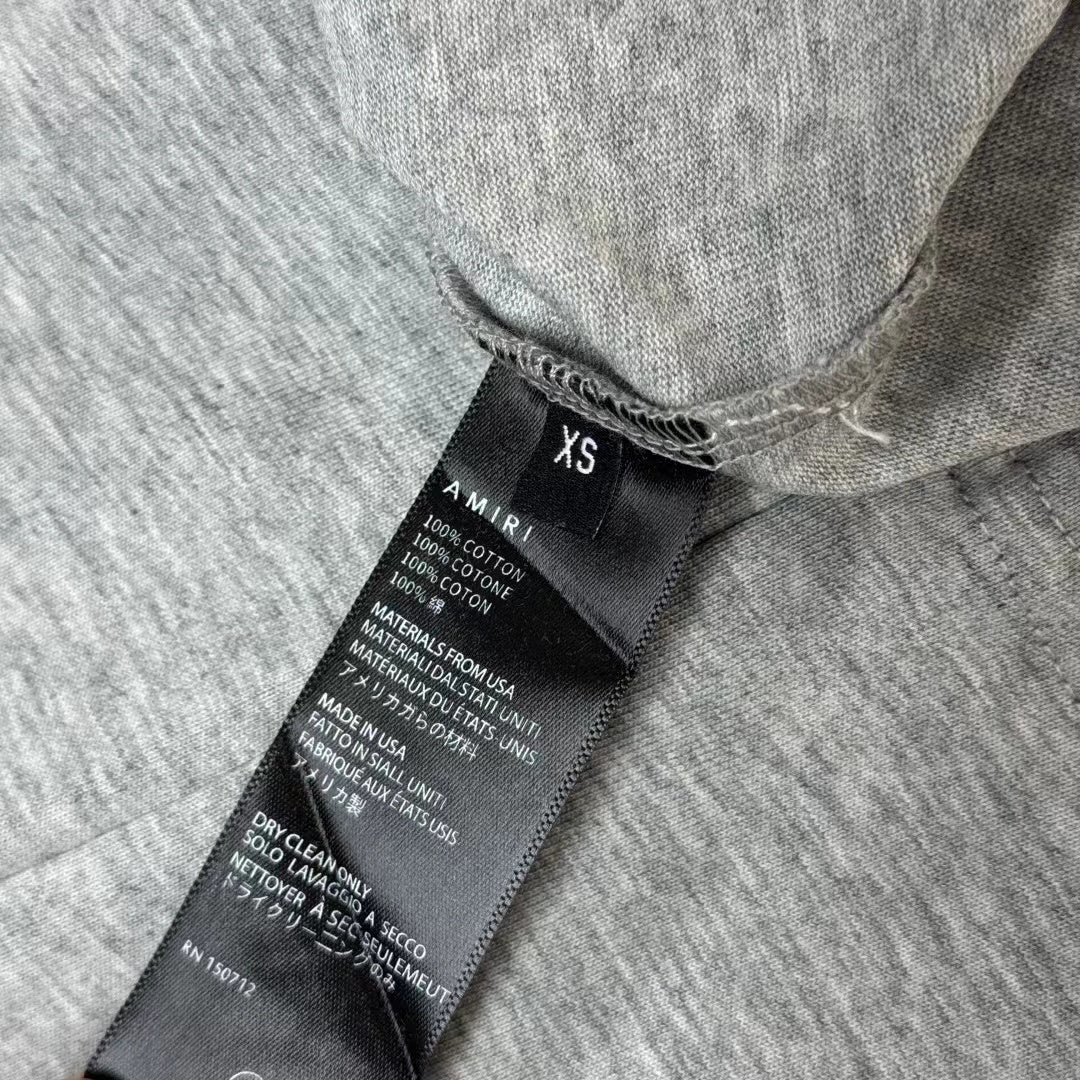 XS
AMIRI
100% COTTON
100% COTONE
100% COTON
100% 綿
MATERIALS FROM USA
MATERIALI DAL STATI UNITI
MATÉRIAUX DU ÉTATS UNIS
アメリカからの材料
MADE IN USA
FATTO IN SIALL UNITI
FABRIQUÉ AUX ÉTATS USIS
アメリカ製
DRY CLEAN ONLY
SOLO LAVAGGIO A SECCO
NETTOYER À SEC SEULEMEUT
ドライクリーニングのみ
RN 150712